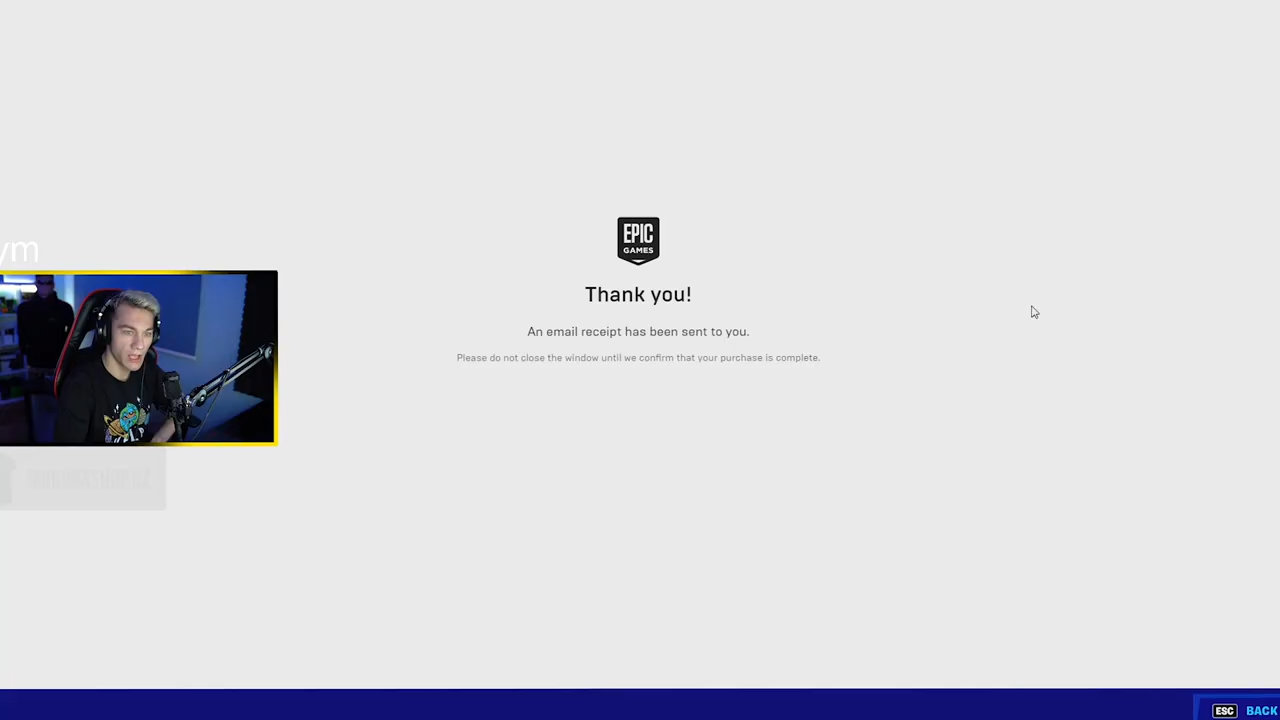 EPIC
GAMES
Thank you!
An email receipt has been sent to you.
Please do not close the window until we confirm that your purchase is complete.
ym
ESC BACK